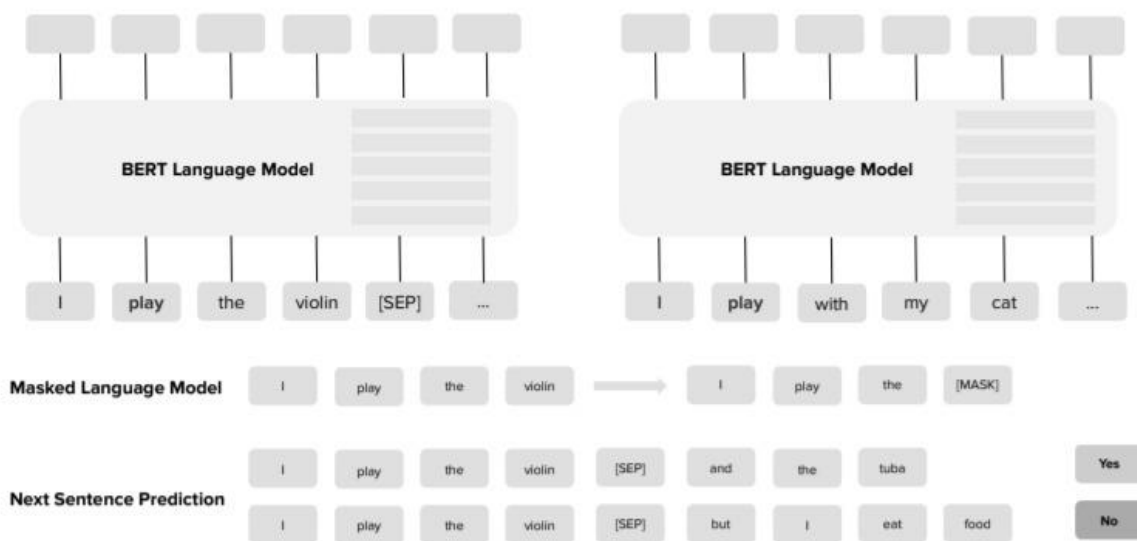 BERT Language Model
BERT Language Model
I play the violin [SEP] ...
I play with my cat ...
Masked Language Model I play the violin I play the [MASK]
I play the violin [SEP] and the tuba Yes
Next Sentence Prediction
I play the violin [SEP] but I eat food No